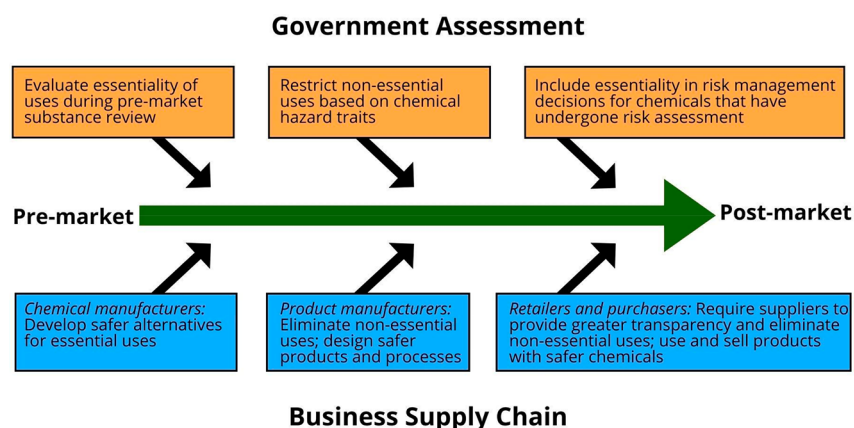 Government Assessment
Evaluate essentiality of
uses during pre-market
substance review
Restrict non-essential
uses based on chemical
hazard traits
Include essentiality in risk management
decisions for chemicals that have
undergone risk assessment
Pre-market
Post-market
Chemical manufacturers:
Develop safer alternatives
for essential uses
Product manufacturers:
Eliminate non-essential
uses; design safer
products and processes
Retailers and purchasers: Require suppliers to
provide greater transparency and eliminate
non-essential uses; use and sell products
with safer chemicals
Business Supply Chain